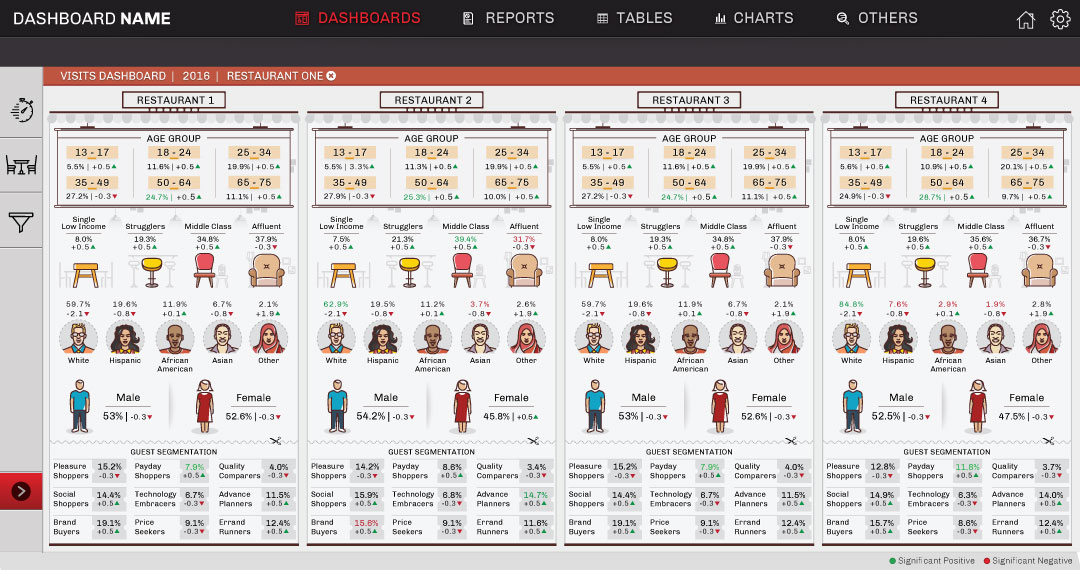 DASHBOARD NAME
DASHBOARDS REPORTS TABLES CHARTS OTHERS
VISITS DASHBOARD | 2016 | RESTAURANT ONE
RESTAURANT 1
AGE GROUP
13 - 17 18 - 24 25 - 34
5.5% | +0.5 11.6% | +0.5 19.9% | +0.5
35 - 49 50 - 64 65 - 75
27.2% | -0.3 24.7% | +0.5 11.1% | +0.5
Single
Low Income Strugglers Middle Class Affluent
8.0% 19.3% 34.8% 37.9%
+0.5 +0.5 +0.5 -0.3
59.7% 19.6% 11.9% 6.7% 2.1%
-2.1 -0.8 +0.1 -0.8 +1.9
White Hispanic African Asian Other
American
Male Female
53% | -0.3 52.6% | -0.3
GUEST SEGMENTATION
Pleasure 15.2% Payday 7.9% Quality 4.0%
Shoppers -0.3 Shoppers +0.5 Comparers -0.3
Social 14.4% Technology 6.7% Advance 11.5%
Shoppers +0.5 Embracers -0.3 Planners +0.5
Brand 19.1% Price 9.1% Errand 12.4%
Buyers +0.5 Seekers -0.3 Runners +0.5
RESTAURANT 2
AGE GROUP
13 - 17 18 - 24 25 - 34
5.5% | 3.3% 11.3% | +0.5 19.9% | +0.5
35 - 49 50 - 64 65 - 75
27.9% | -0.3 25.3% | +0.5 10.0% | +0.5
Single
Low Income Strugglers Middle Class Affluent
7.5% 21.3% 39.4% 31.7%
+0.5 +0.5 +0.5 -0.3
62.9% 19.5% 11.2% 3.7% 2.6%
-2.1 -0.8 +0.1 -0.8 +1.9
White Hispanic African Asian Other
American
Male Female
54.2% | -0.3 45.8% | +0.5
GUEST SEGMENTATION
Pleasure 14.2% Payday 8.6% Quality 3.4%
Shoppers -0.3 Shoppers +0.5 Comparers -0.3
Social 15.9% Technology 6.8% Advance 14.7%
Shoppers +0.5 Embracers -0.3 Planners +0.5
Brand 15.6% Price 9.1% Errand 11.6%
Buyers +0.5 Seekers -0.3 Runners +0.5
RESTAURANT 3
AGE GROUP
13 - 17 18 - 24 25 - 34
5.5% | +0.5 11.6% | +0.5 19.9% | +0.5
35 - 49 50 - 64 65 - 75
27.2% | -0.3 24.7% | +0.5 11.1% | +0.5
Single
Low Income Strugglers Middle Class Affluent
8.0% 19.3% 34.8% 37.9%
+0.5 +0.5 +0.5 -0.3
59.7% 19.6% 11.9% 6.7% 2.1%
-2.1 -0.8 +0.1 -0.8 +1.9
White Hispanic African Asian Other
American
Male Female
53% | -0.3 52.6% | -0.3
GUEST SEGMENTATION
Pleasure 15.2% Payday 7.9% Quality 4.0%
Shoppers -0.3 Shoppers +0.5 Comparers -0.3
Social 14.4% Technology 6.7% Advance 11.5%
Shoppers +0.5 Embracers -0.3 Planners +0.5
Brand 19.1% Price 9.1% Errand 12.4%
Buyers +0.5 Seekers -0.3 Runners +0.5
RESTAURANT 4
AGE GROUP
13 - 17 18 - 24 25 - 34
5.6% | +0.5 10.9% | +0.5 20.1% | +0.5
35 - 49 50 - 64 65 - 75
24.9% | -0.3 28.7% | +0.5 9.7% | +0.5
Single
Low Income Strugglers Middle Class Affluent
8.0% 19.6% 35.6% 36.7%
+0.5 +0.5 +0.5 -0.3
84.8% 7.6% 2.9% 1.9% 2.8%
-2.1 -0.8 +0.1 -0.8 +1.9
White Hispanic African Asian Other
American
Male Female
52.5% | -0.3 47.5% | -0.3
GUEST SEGMENTATION
Pleasure 12.8% Payday 11.8% Quality 3.7%
Shoppers -0.3 Shoppers +0.5 Comparers -0.3
Social 14.9% Technology 6.3% Advance 14.0%
Shoppers +0.5 Embracers -0.3 Planners +0.5
Brand 15.7% Price 8.6% Errand 12.4%
Buyers +0.5 Seekers -0.3 Runners +0.5
Significant Positive Significant Negative